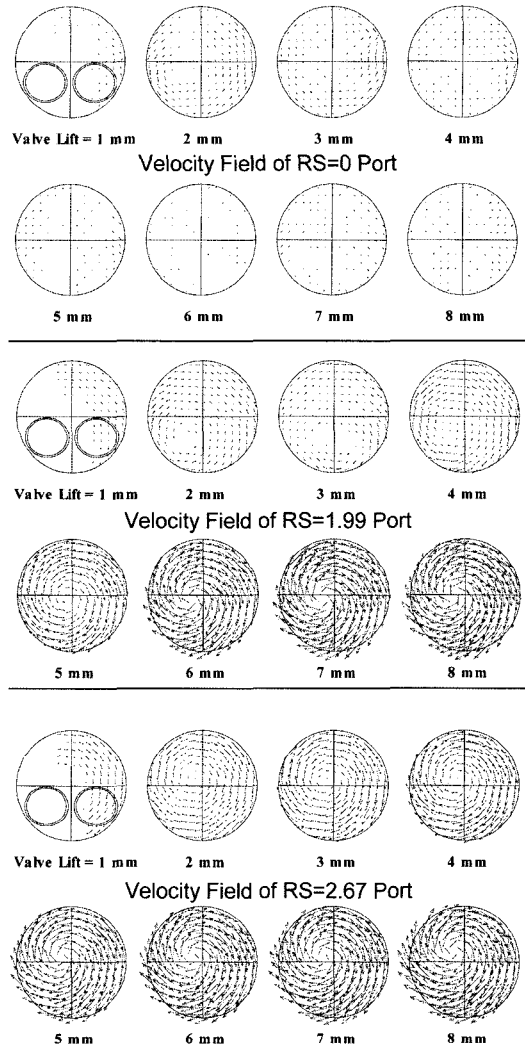 Valve Lift = 1 mm 2 mm 3 mm 4 mm
Velocity Field of RS=0 Port
5 mm 6 mm 7 mm 8 mm
Valve Lift = 1 mm 2 mm 3 mm 4 mm
Velocity Field of RS=1.99 Port
5 mm 6 mm 7 mm 8 mm
Valve Lift = 1 mm 2 mm 3 mm 4 mm
Velocity Field of RS=2.67 Port
5 mm 6 mm 7 mm 8 mm